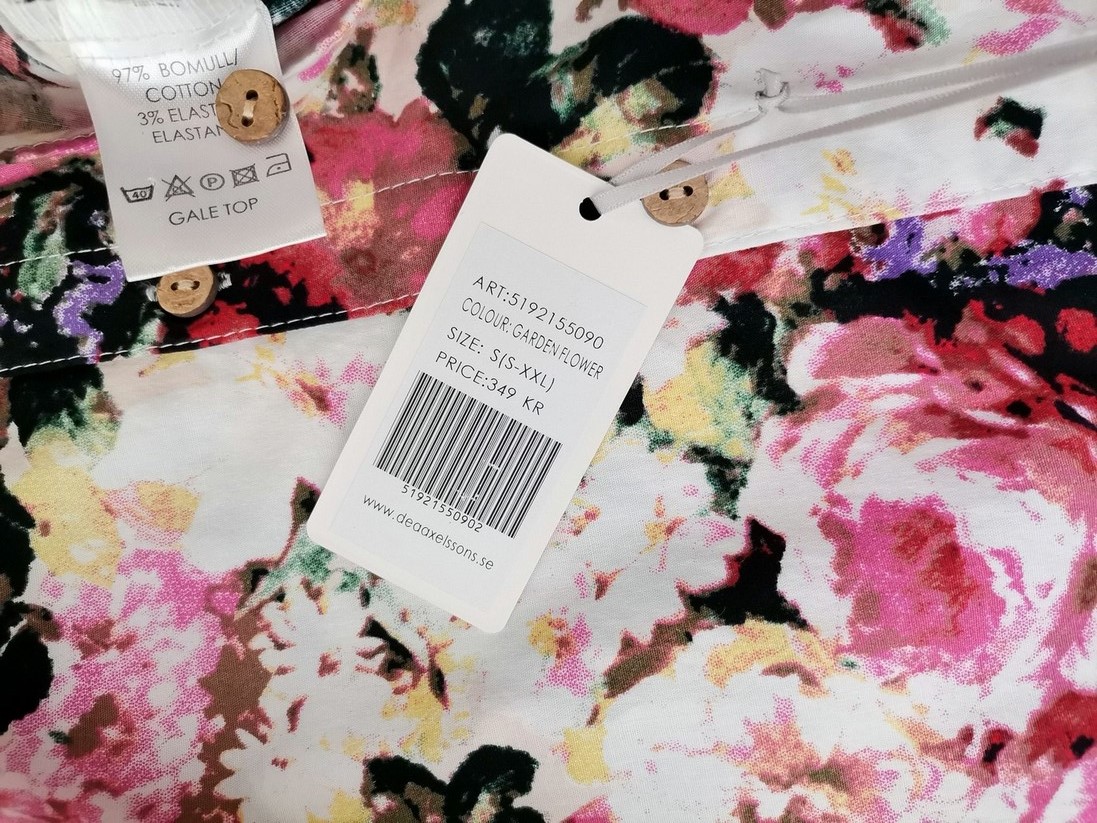 97% BOMULL/
COTTON
3% ELAST
ELASTAN
40
P
GALE TOP
ART:5192155090
COLOUR: GARDEN FLOWER
SIZE: S(S-XXL)
PRICE:349 KR
51921550902
www.deaaxelssons.se